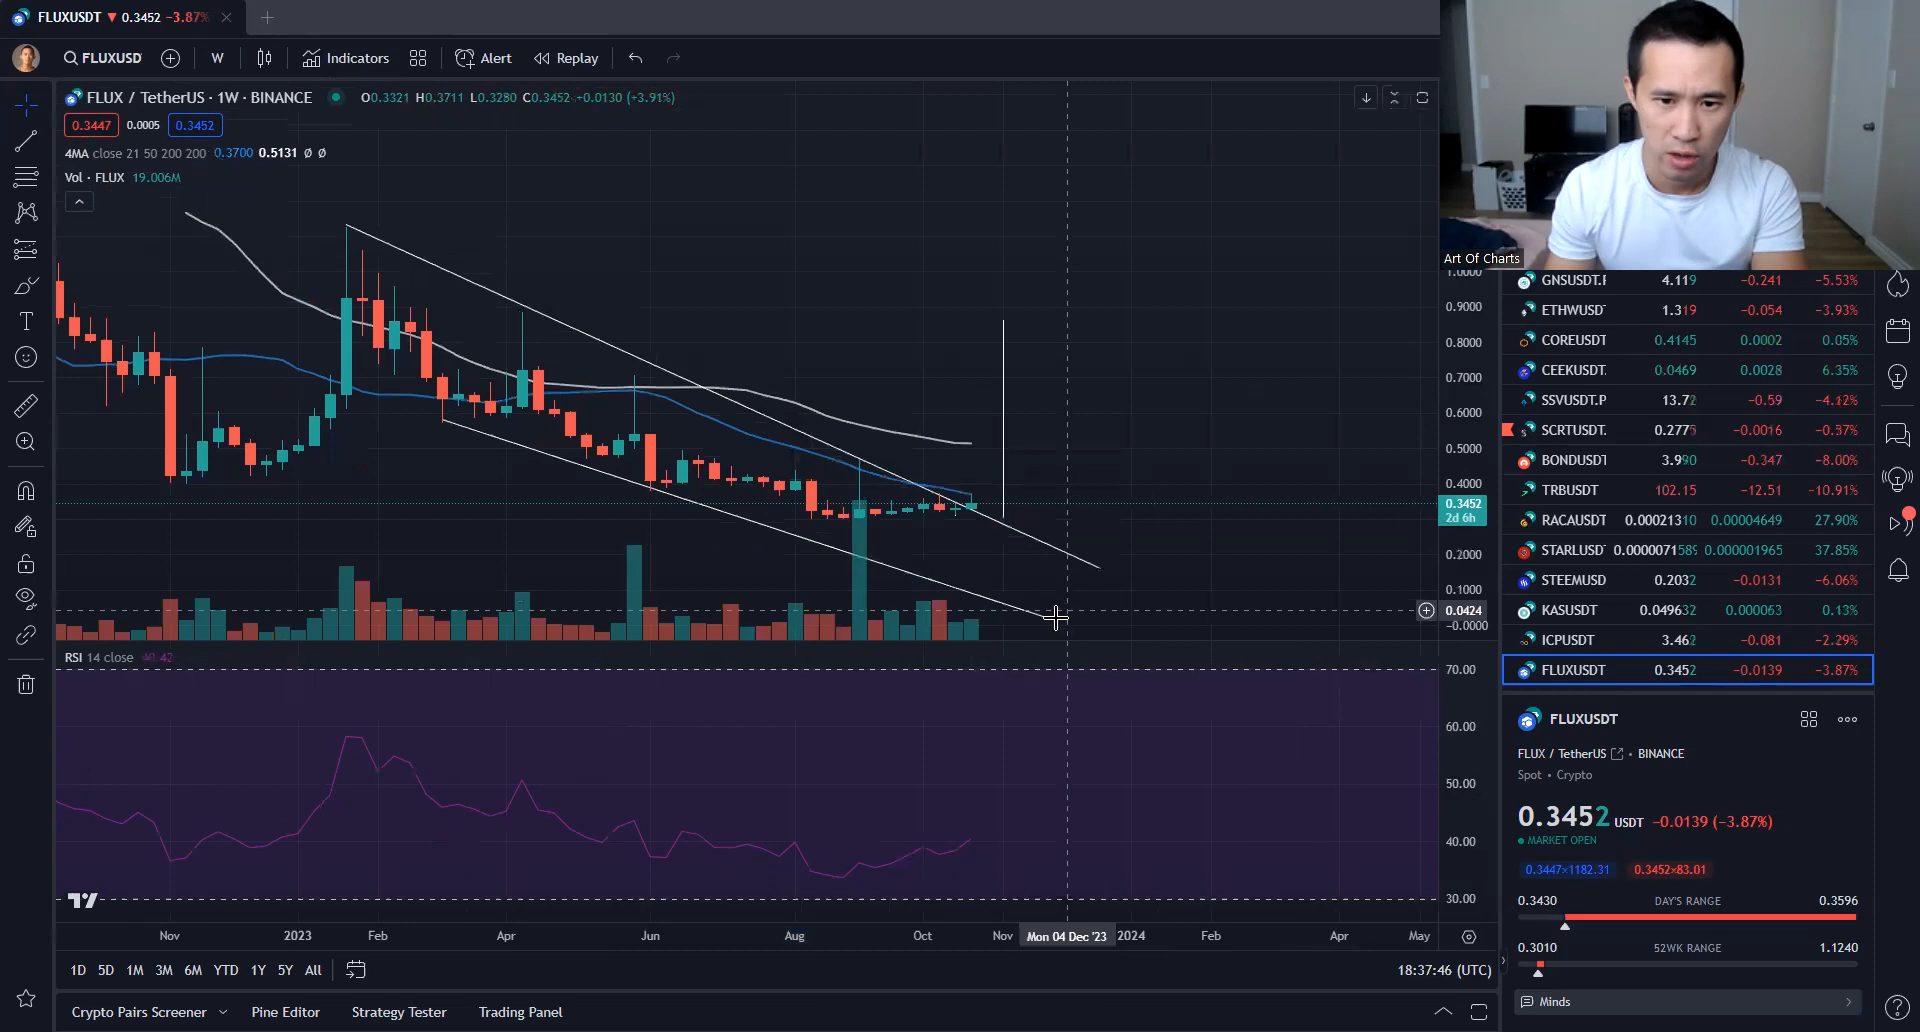 FLUXUSDT ▼ 0.3452 −3.87%
FLUXUSD W Indicators Alert Replay
FLUX / TetherUS · 1W · BINANCE O0.3321 H0.3711 L0.3280 C0.3452 +0.0130 (+3.91%)
0.3447 0.0005 0.3452
4MA close 21 50 200 200 0.3700 0.5131 ∅ ∅
Vol · FLUX 19.006M
1.0000
0.9000
0.8000
0.7000
0.6000
0.5000
0.4000
0.3452
2d 6h
0.2000
0.1000
0.0424
−0.0000
RSI 14 close 40.42
70.00
60.00
50.00
40.00
30.00
Nov 2023 Feb Apr Jun Aug Oct Nov Mon 04 Dec '23 2024 Feb Apr May
1D 5D 1M 3M 6M YTD 1Y 5Y All
18:37:46 (UTC)
Crypto Pairs Screener Pine Editor Strategy Tester Trading Panel
Art Of Charts
GNSUSDT.F 4.119 −0.241 −5.53%
ETHWUSD 1.319 −0.054 −3.93%
COREUSDT 0.4145 0.0002 0.05%
CEEKUSDT. 0.0469 0.0028 6.35%
SSVUSDT.P 13.72 −0.59 −4.12%
SCRTUSDT. 0.2775 −0.0016 −0.57%
BONDUSDT 3.990 −0.347 −8.00%
TRBUSDT 102.15 −12.51 −10.91%
RACAUSDT 0.00021310 0.00004649 27.90%
STARLUSD 0.000007158 0.000001965 37.85%
STEEMUSD 0.2032 −0.0131 −6.06%
KASUSDT 0.049632 0.000063 0.13%
ICPUSDT 3.462 −0.081 −2.29%
FLUXUSDT 0.3452 −0.0139 −3.87%
FLUXUSDT
FLUX / TetherUS • BINANCE
Spot • Crypto
0.3452 USDT −0.0139 (−3.87%)
MARKET OPEN
0.3447×1182.31 0.3452×83.01
0.3430 DAY'S RANGE 0.3596
0.3010 52WK RANGE 1.1240
Minds